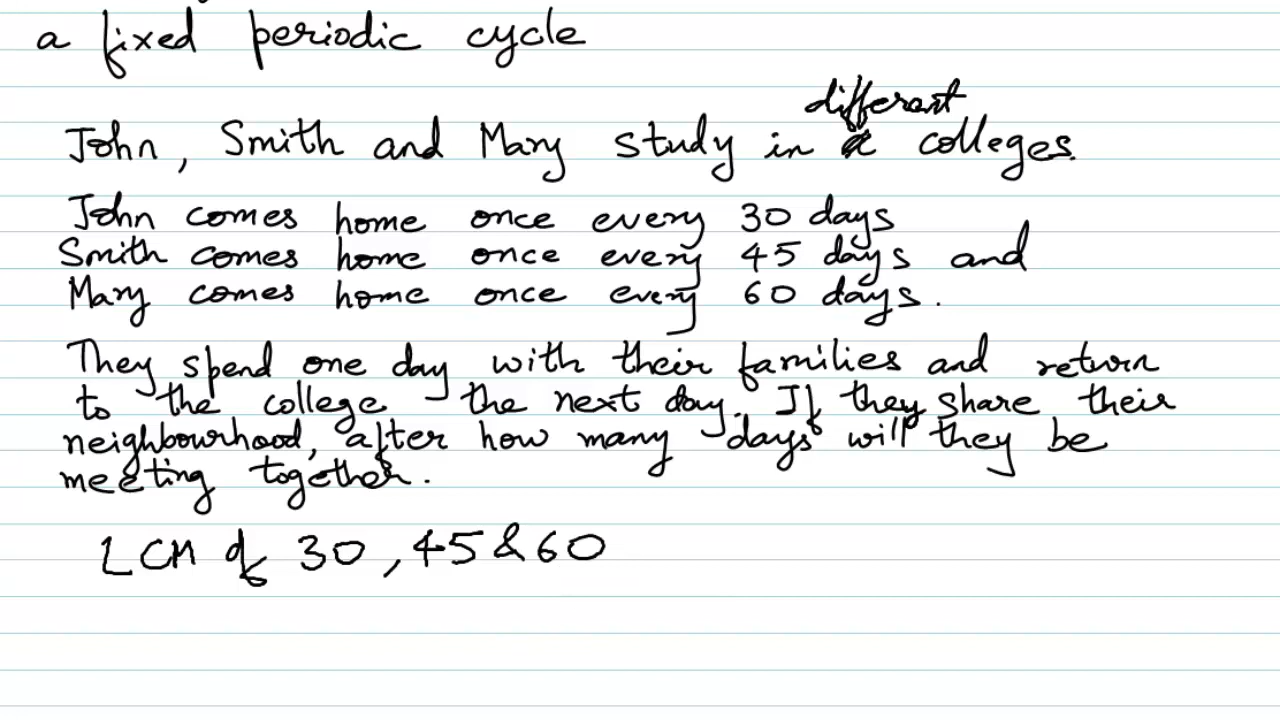 a fixed periodic cycle
different
John, Smith and Mary study in colleges.
John comes home once every 30 days
Smith comes home once every 45 days and
Mary comes home once every 60 days.
They spend one day with their families and return
to the college the next day. If they share their
neighbourhood, after how many days will they be
meeting together.
LCM of 30, 45 & 60